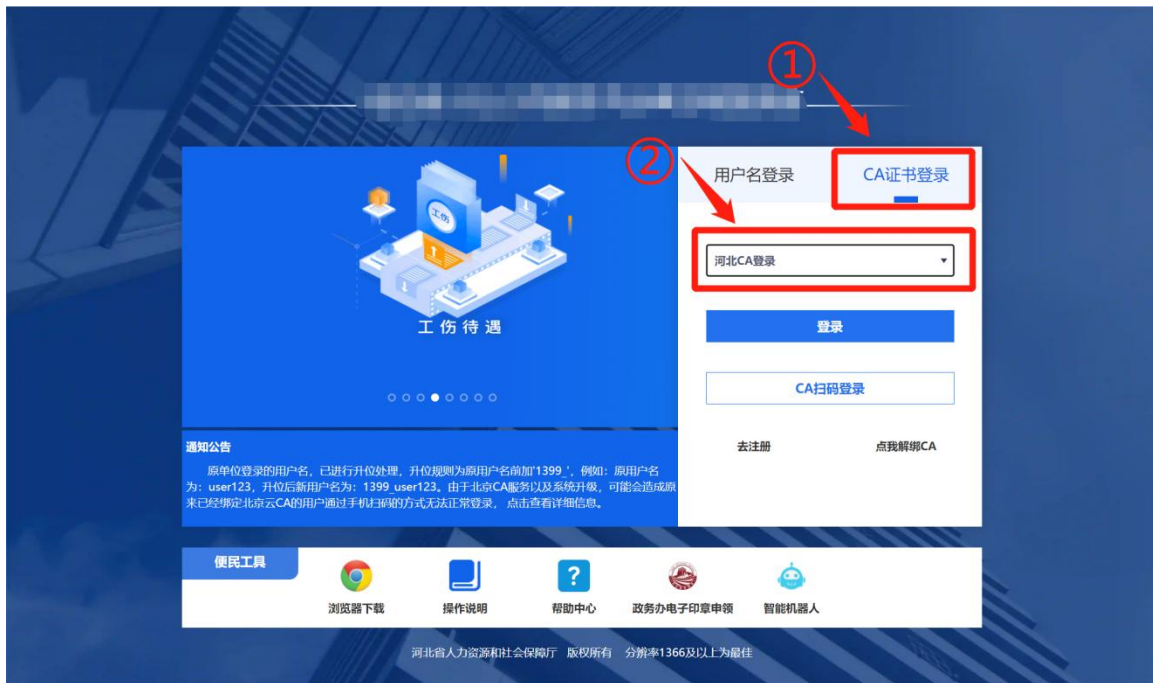 ①
②
用户名登录
CA证书登录
河北CA登录
登录
CA扫码登录
去注册
点我解绑CA
工伤
工伤待遇
通知公告
原单位登录的用户名，已进行升位处理，升位规则为原用户名前加'1399_'，例如：原用户名
为：user123，升位后新用户名为：1399_user123。由于北京CA服务以及系统升级，可能会造成原
来已经绑定北京云CA的用户通过手机扫码的方式无法正常登录，点击查看详细信息。
便民工具
浏览器下载
操作说明
帮助中心
政务办电子印章申领
智能机器人
河北省人力资源和社会保障厅 版权所有 分辨率1366及以上为最佳